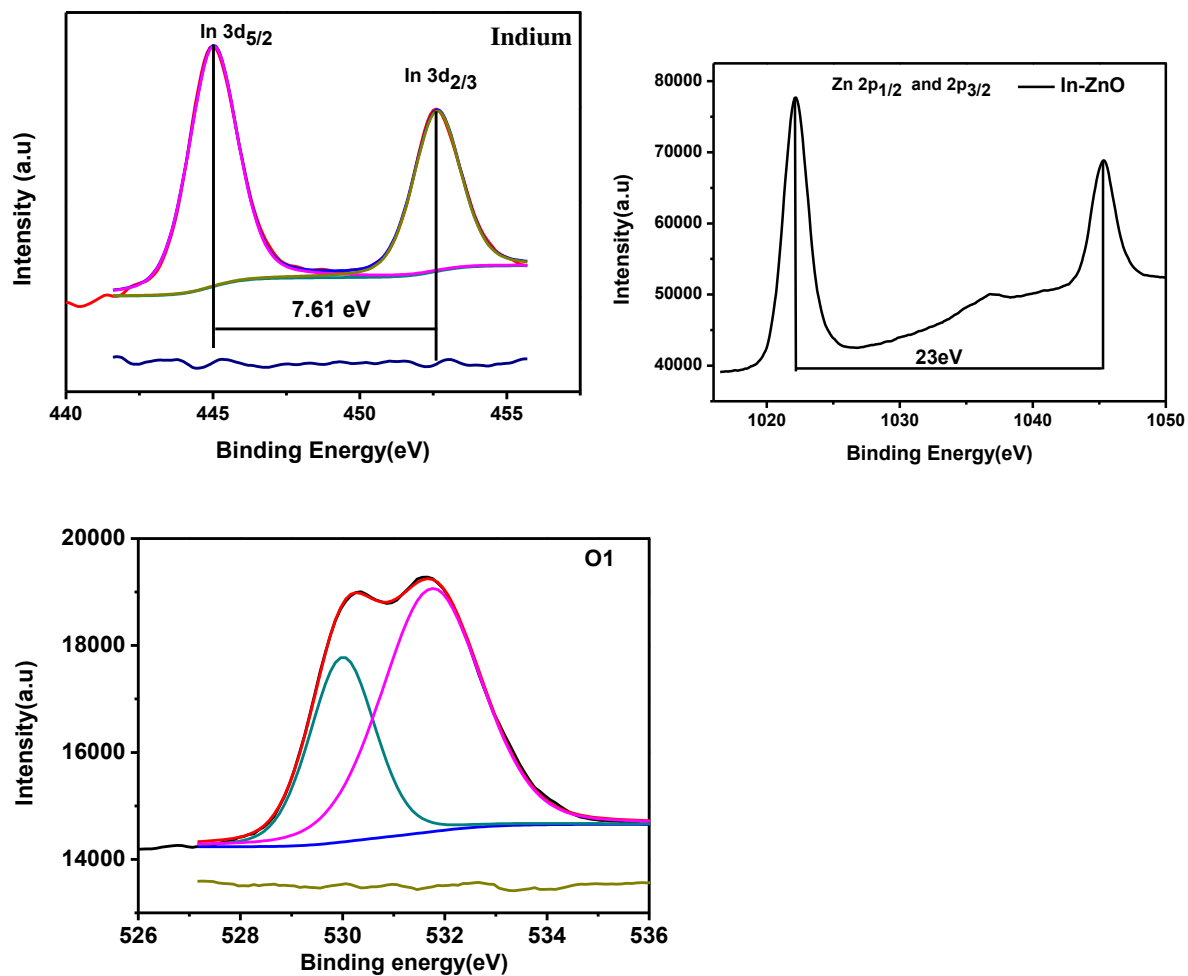 In 3d5/2
Indium
In 3d2/3
Intensity (a.u)
7.61 eV
440 445 450 455
Binding Energy(eV)
Zn 2p1/2 and 2p3/2
In-ZnO
80000
70000
60000
50000
40000
Intensity(a.u)
23eV
1020 1030 1040 1050
Binding Energy(eV)
O1
20000
18000
16000
14000
Intensity(a.u)
526 528 530 532 534 536
Binding energy(eV)